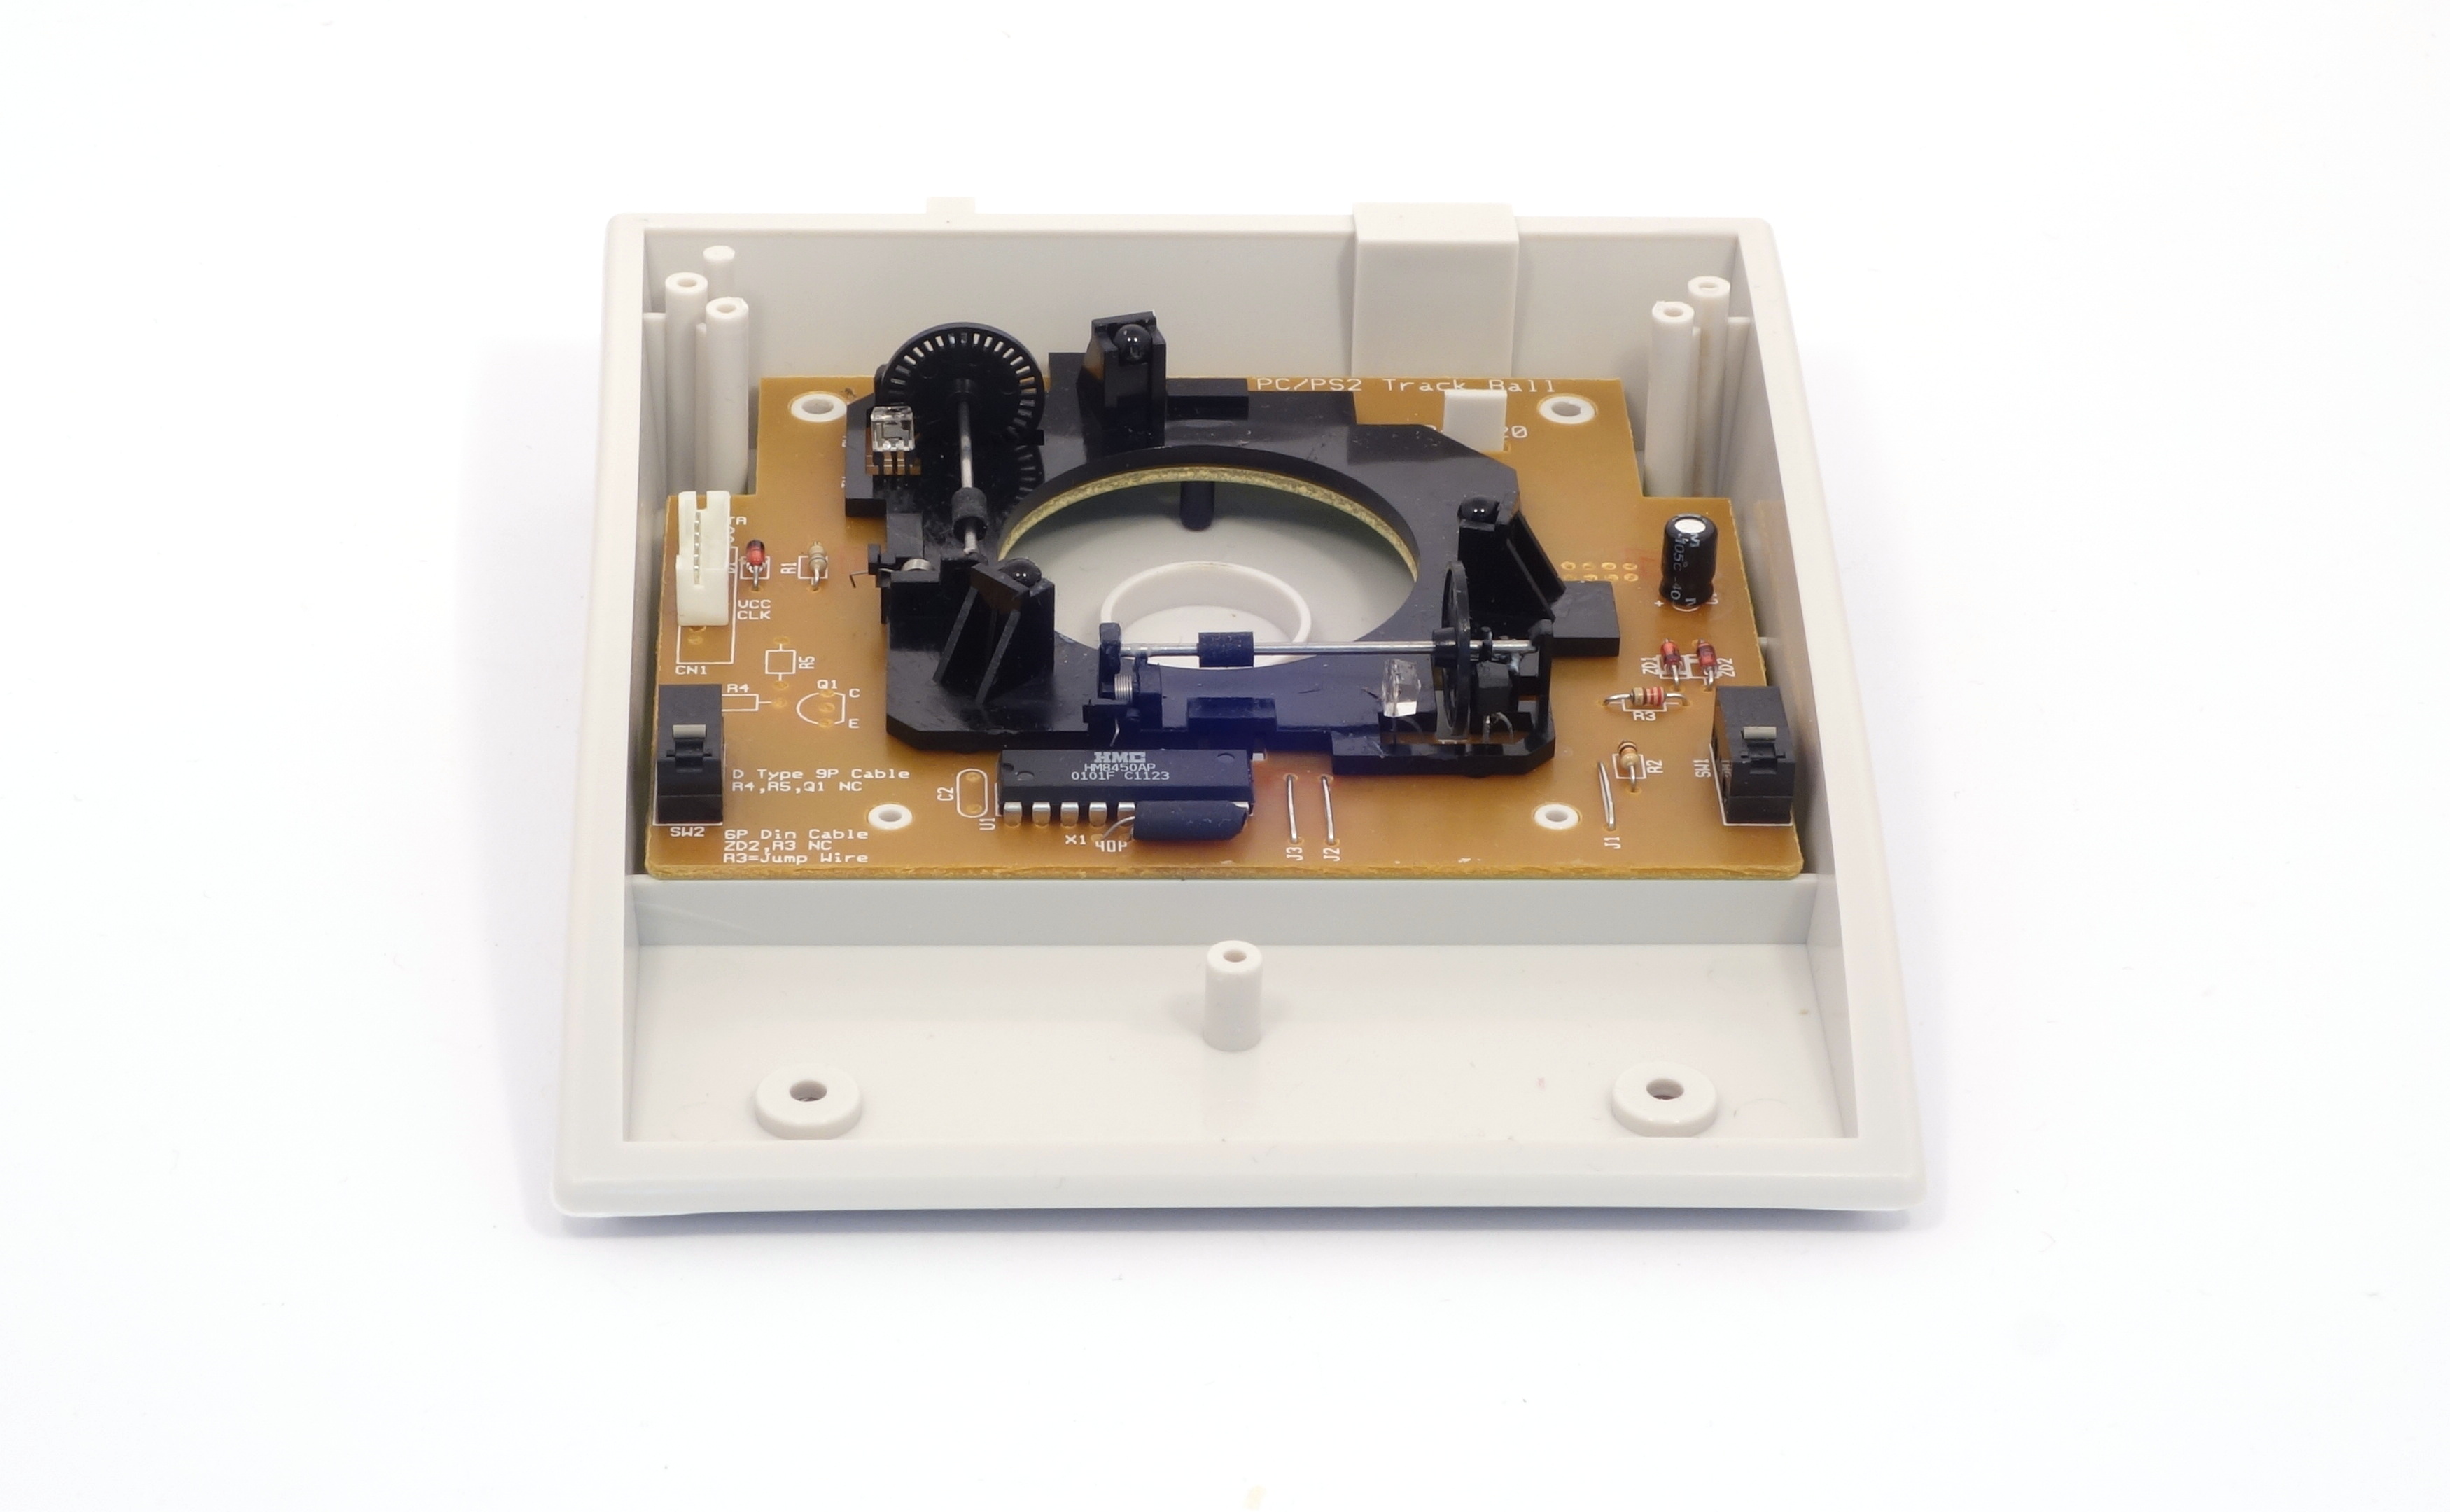 PC/PS2 Track Ball
20
TA
R1
VCC
CLK
CN1
R5
R4
Q1
C
E
105°C
-40
+
ZD1
ZD2
R3
R2
SW1
J1
HMC
HM8450AP
0101F C1123
D Type 9P Cable
R4,R5,Q1 NC
SW2
6P Din Cable
ZD2,R3 NC
R3=Jump Wire
C2
U1
X1
40P
J3
J2